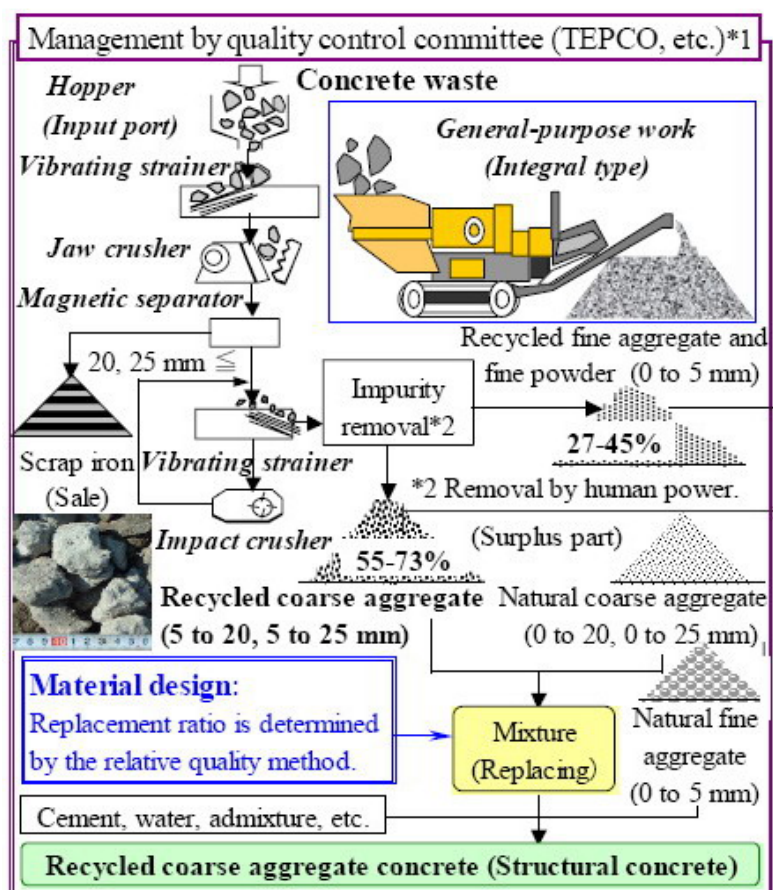 Management by quality control committee (TEPCO, etc.)*1
Hopper
(Input port)
Concrete waste
General-purpose work
(Integral type)
Vibrating strainer
Jaw crusher
Magnetic separator
20, 25 mm ≦
Recycled fine aggregate and
fine powder (0 to 5 mm)
Impurity
removal*2
27-45%
Scrap iron
(Sale)
Vibrating strainer
*2 Removal by human power.
Impact crusher
(Surplus part)
55-73%
Recycled coarse aggregate
(5 to 20, 5 to 25 mm)
Natural coarse aggregate
(0 to 20, 0 to 25 mm)
Material design:
Replacement ratio is determined
by the relative quality method.
Mixture
(Replacing)
Natural fine
aggregate
(0 to 5 mm)
Cement, water, admixture, etc.
Recycled coarse aggregate concrete (Structural concrete)